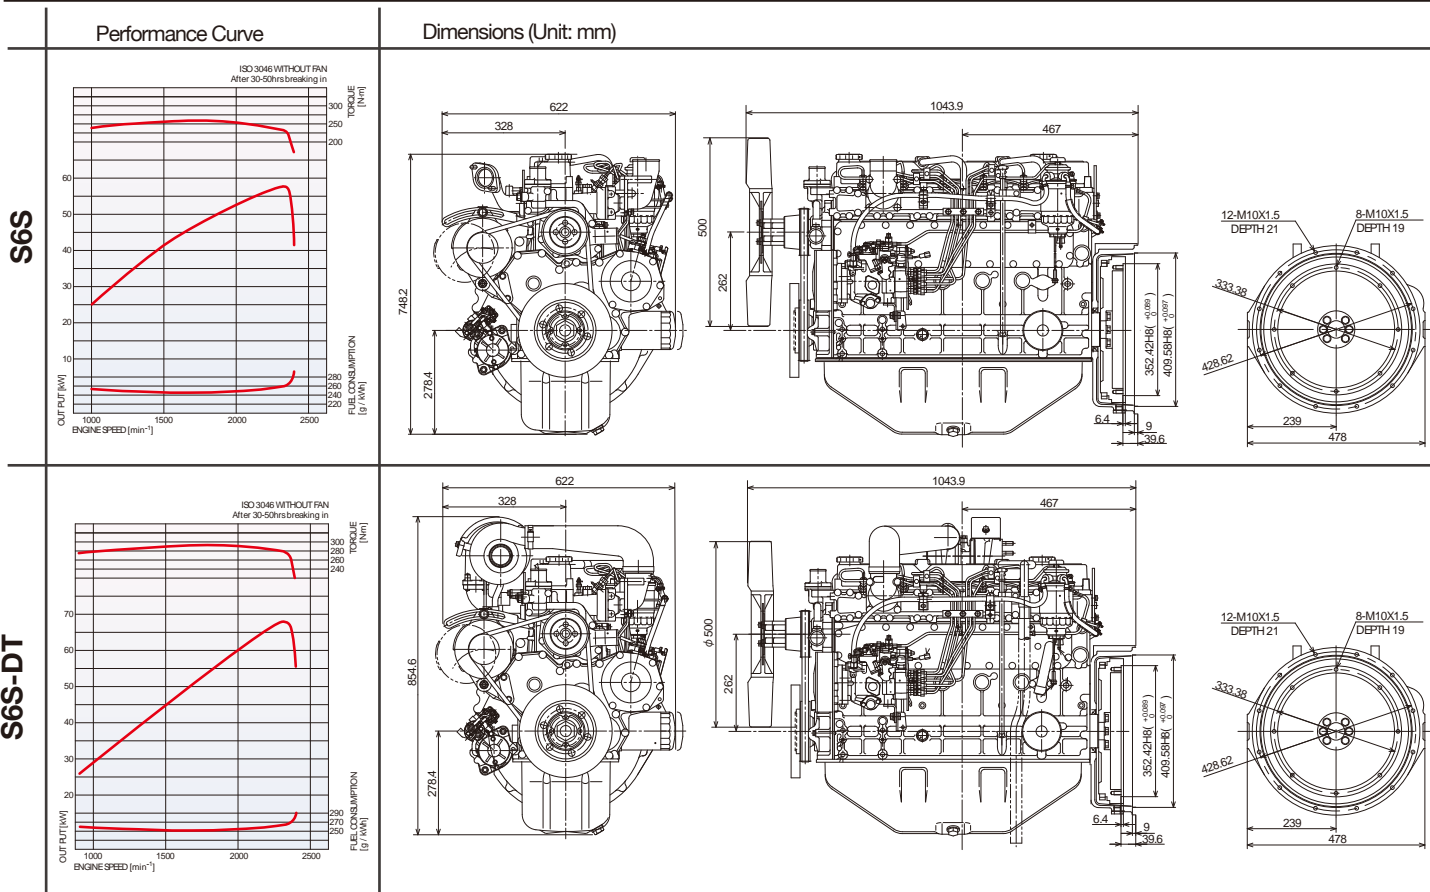 Performance Curve
Dimensions (Unit: mm)
S6S
ISO 3046 WITHOUT FAN
After 30-50hrs breaking in
TORQUE
[N·m]
300
250
200
60
50
40
30
20
10
280
260
240
220
OUT PUT [kW]
FUEL CONSUMPTION
[g / kWh]
1000
1500
2000
2500
ENGINE SPEED [min⁻¹]
622
328
748.2
278.4
1043.9
467
500
262
352.42H8( +0.089 0 )
409.58H8( +0.097 0 )
6.4
9
39.6
12-M10X1.5
DEPTH 21
8-M10X1.5
DEPTH 19
333.38
428.62
239
478
S6S-DT
ISO 3046 WITHOUT FAN
After 30-50hrs breaking in
TORQUE
[N·m]
300
280
260
240
70
60
50
40
30
20
290
270
250
OUT PUT [kW]
FUEL CONSUMPTION
[g / kWh]
1000
1500
2000
2500
ENGINE SPEED [min⁻¹]
622
328
854.6
278.4
1043.9
467
φ500
262
352.42H8( +0.089 0 )
409.58H8( +0.097 0 )
6.4
9
39.6
12-M10X1.5
DEPTH 21
8-M10X1.5
DEPTH 19
333.38
428.62
239
478